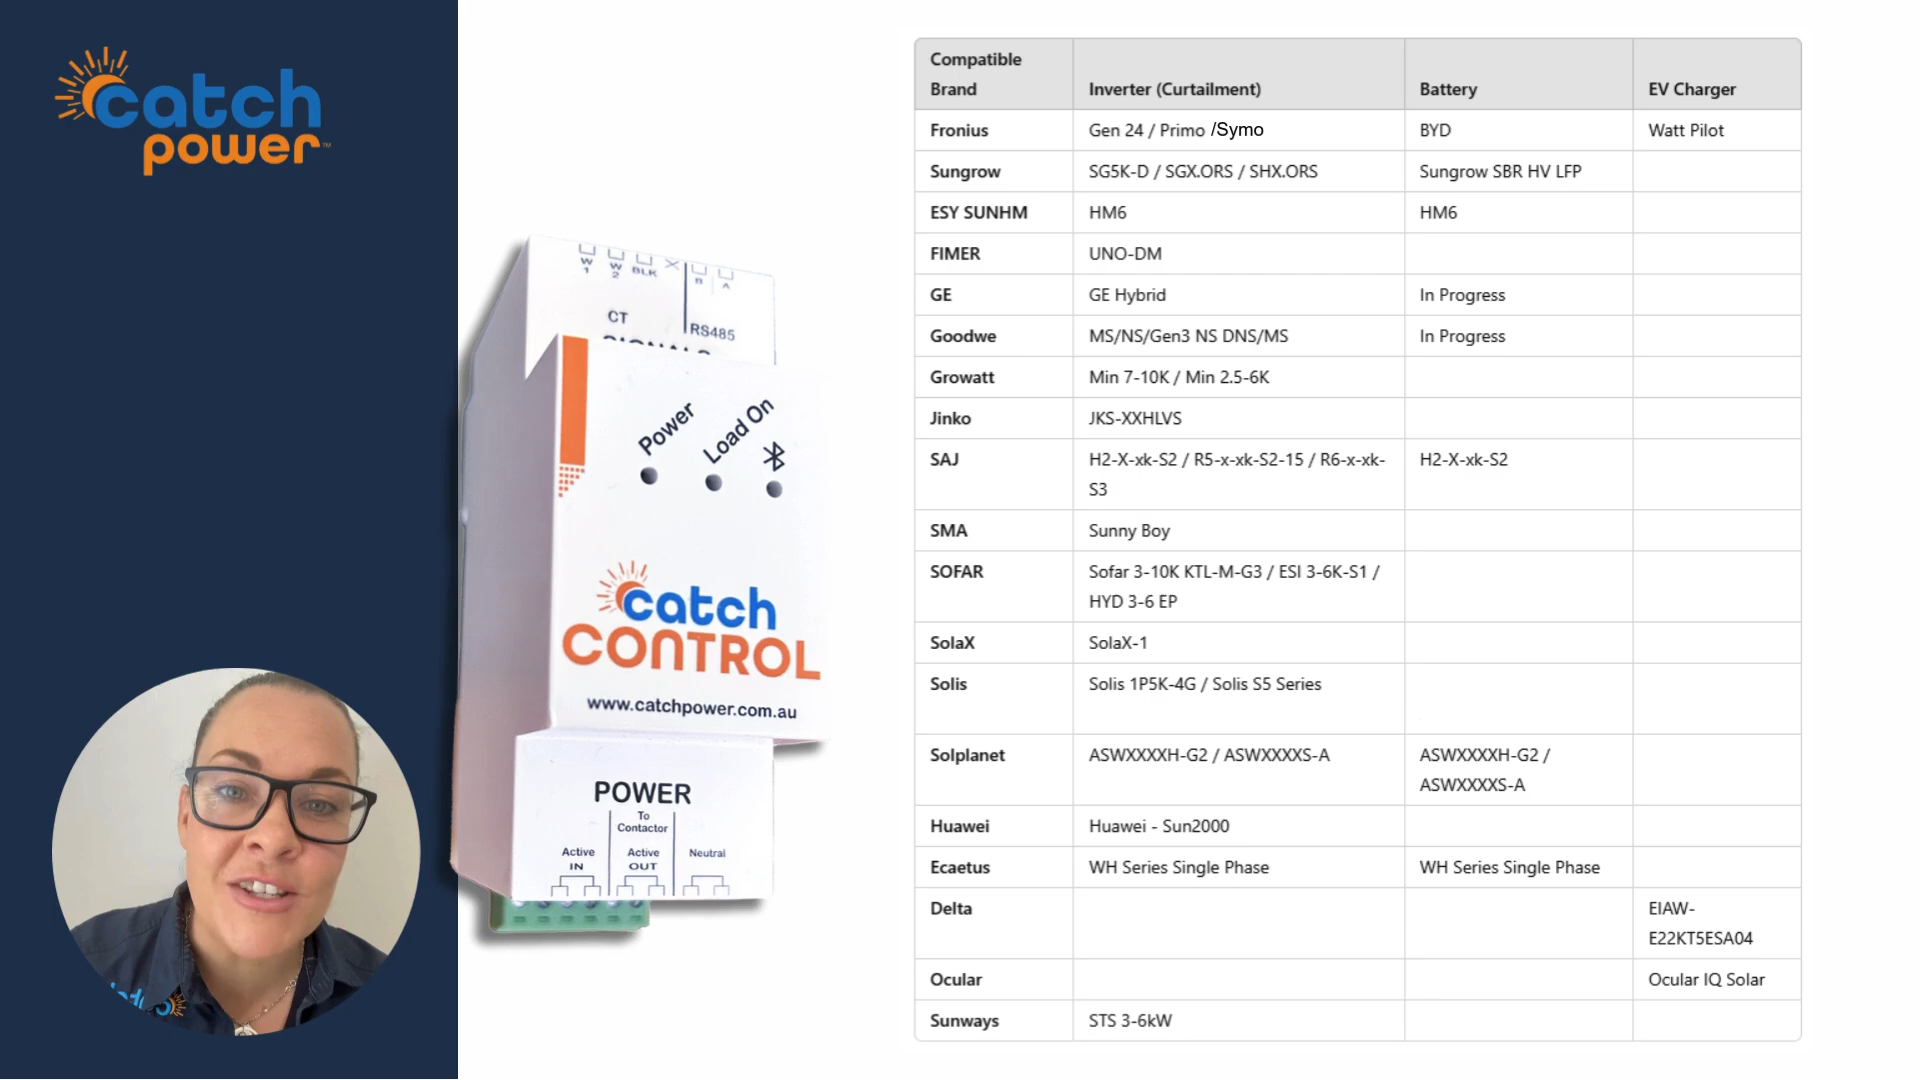 catch
power™
W
1
W
2
BLK
B
A
CT
RS485
Power
Load On
catch
CONTROL
www.catchpower.com.au
POWER
To
Contactor
Active
IN
Active
OUT
Neutral
Compatible
Brand Inverter (Curtailment) Battery EV Charger
Fronius Gen 24 / Primo /Symo BYD Watt Pilot
Sungrow SG5K-D / SGX.ORS / SHX.ORS Sungrow SBR HV LFP
ESY SUNHM HM6 HM6
FIMER UNO-DM
GE GE Hybrid In Progress
Goodwe MS/NS/Gen3 NS DNS/MS In Progress
Growatt Min 7-10K / Min 2.5-6K
Jinko JKS-XXHLVS
SAJ H2-X-xk-S2 / R5-x-xk-S2-15 / R6-x-xk- H2-X-xk-S2
S3
SMA Sunny Boy
SOFAR Sofar 3-10K KTL-M-G3 / ESI 3-6K-S1 /
HYD 3-6 EP
SolaX SolaX-1
Solis Solis 1P5K-4G / Solis S5 Series
Solplanet ASWXXXXH-G2 / ASWXXXXS-A ASWXXXXH-G2 /
ASWXXXXS-A
Huawei Huawei - Sun2000
Ecaetus WH Series Single Phase WH Series Single Phase
Delta EIAW-
E22KT5ESA04
Ocular Ocular IQ Solar
Sunways STS 3-6kW